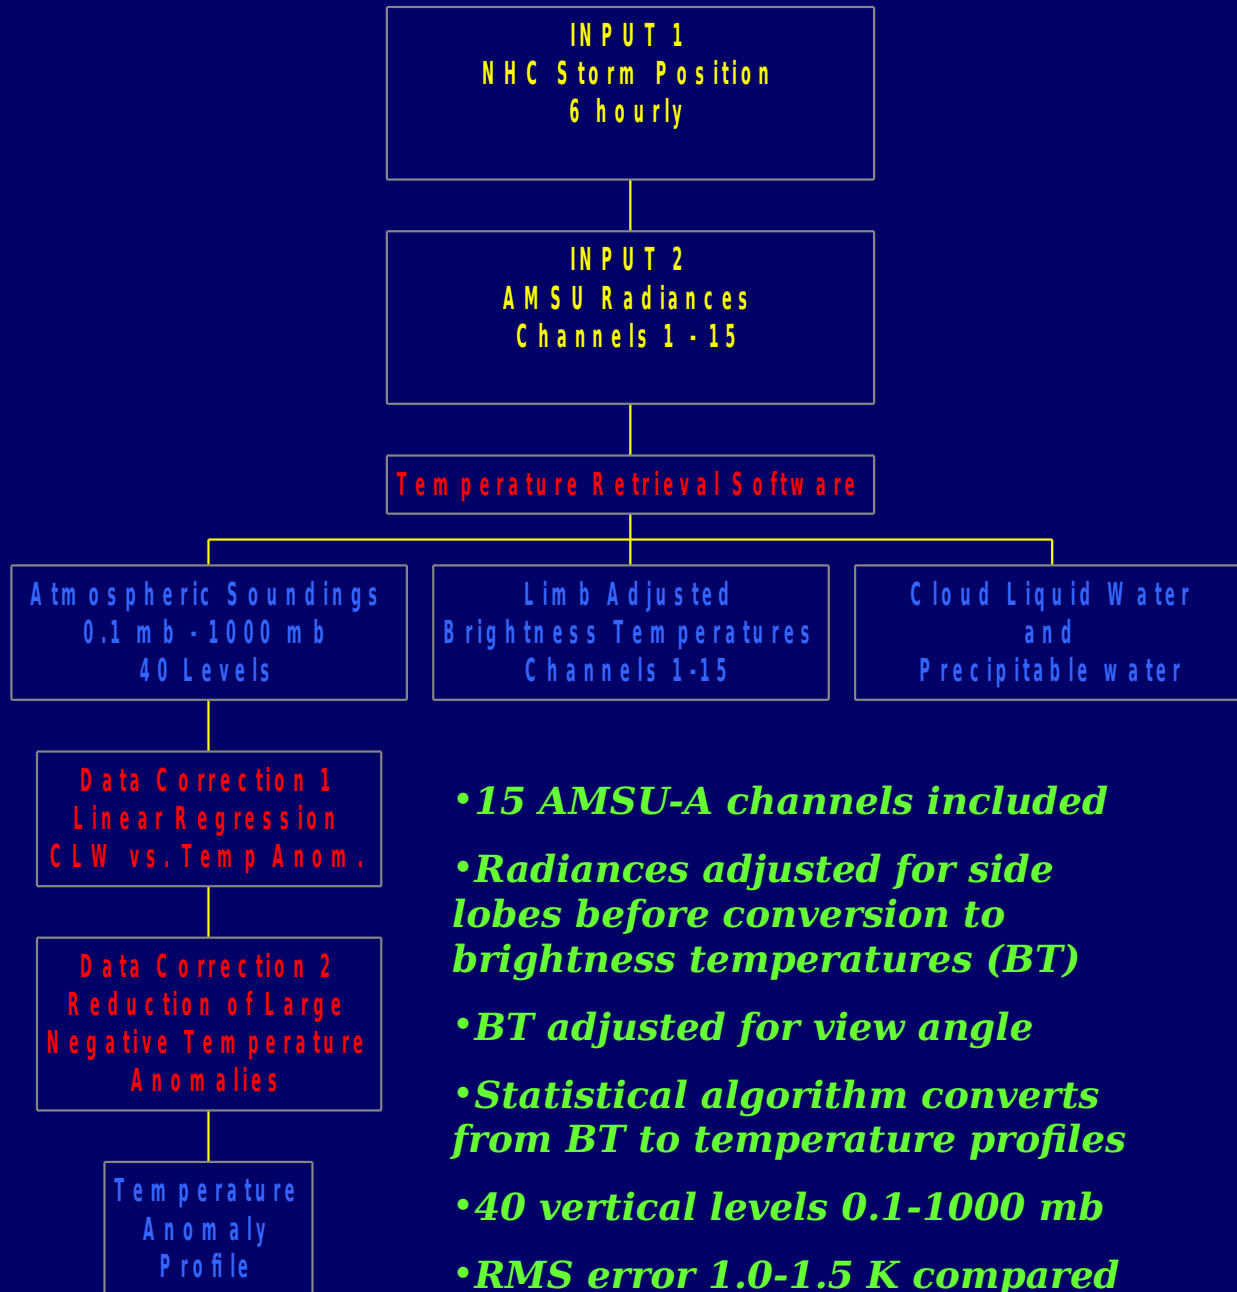 INPUT 1
NHC Storm Position
6 hourly
INPUT 2
AMSU Radiances
Channels 1 - 15
Temperature Retrieval Software
Atmospheric Soundings
0.1 mb - 1000 mb
40 Levels
Limb Adjusted
Brightness Temperatures
Channels 1-15
Cloud Liquid Water
and
Precipitable water
Data Correction 1
Linear Regression
CLW vs. Temp Anom.
Data Correction 2
Reduction of Large
Negative Temperature
Anomalies
Temperature
Anomaly
Profile
•15 AMSU-A channels included
•Radiances adjusted for side
lobes before conversion to
brightness temperatures (BT)
•BT adjusted for view angle
•Statistical algorithm converts
from BT to temperature profiles
•40 vertical levels 0.1-1000 mb
•RMS error 1.0-1.5 K compared